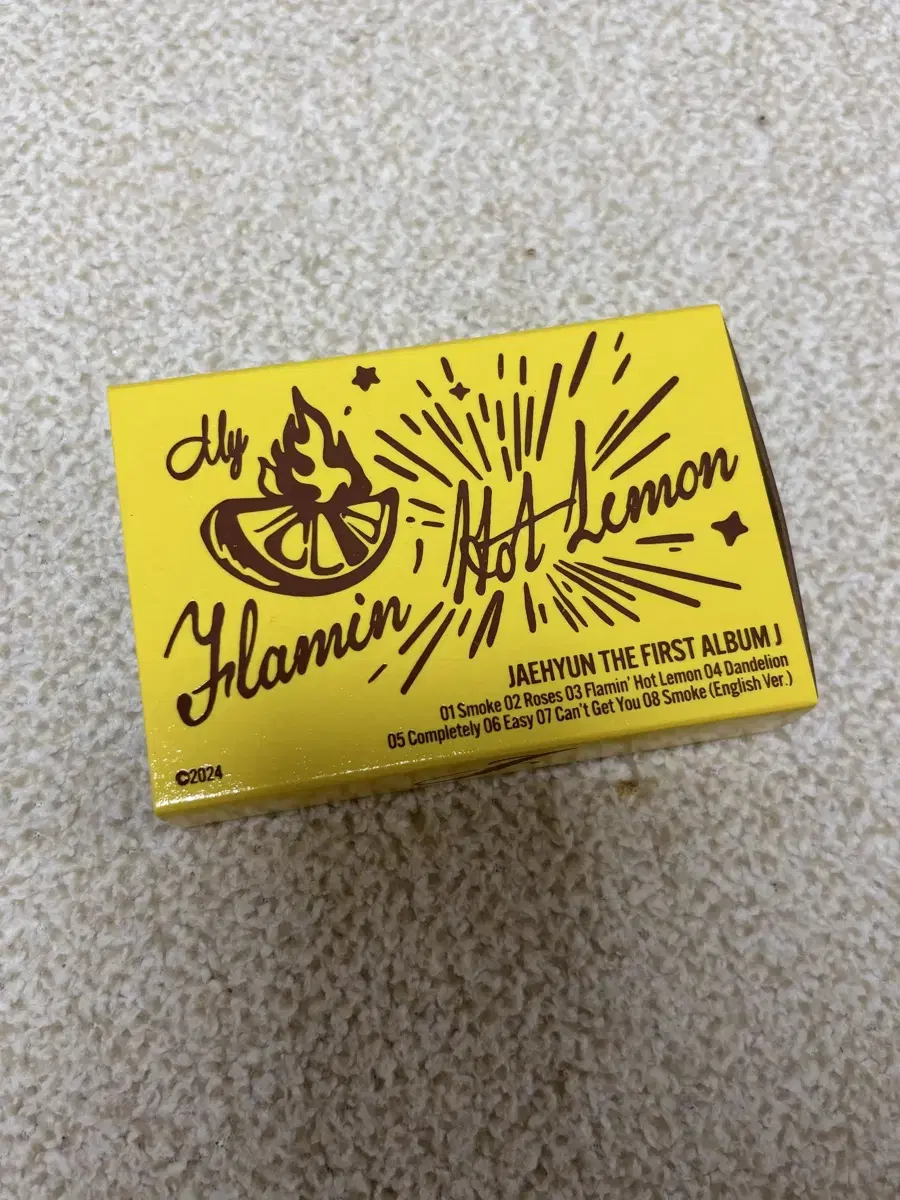 My
Flamin
Hot Lemon
JAEHYUN THE FIRST ALBUM J
01 Smoke 02 Roses 03 Flamin' Hot Lemon 04 Dandelion
05 Completely 06 Easy 07 Can't Get You 08 Smoke (English Ver.)
©2024